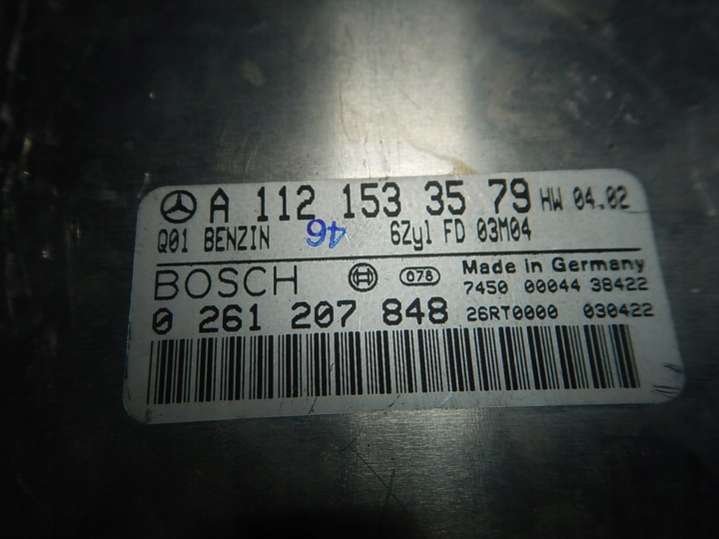 A 112 153 35 79 HW 04.02
Q01 BENZIN 46 6Zyl FD 03M04
BOSCH 078 Made in Germany
7450 00044 38422
0 261 207 848 26RT0000 030422